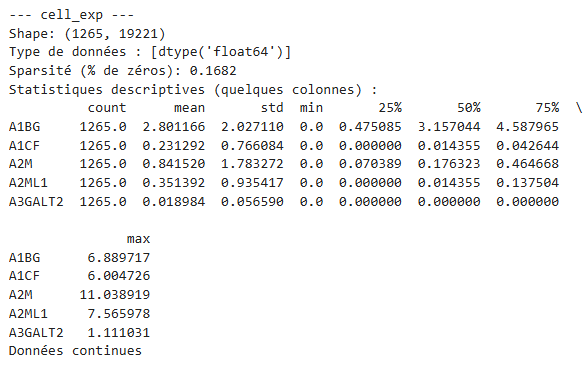 --- cell_exp ---
Shape: (1265, 19221)
Type de données : [dtype('float64')]
Sparsité (% de zéros): 0.1682
Statistiques descriptives (quelques colonnes) :
          count      mean       std  min       25%       50%       75%  \
A1BG     1265.0  2.801166  2.027110  0.0  0.475085  3.157044  4.587965
A1CF     1265.0  0.231292  0.766084  0.0  0.000000  0.014355  0.042644
A2M      1265.0  0.841520  1.783272  0.0  0.070389  0.176323  0.464668
A2ML1    1265.0  0.351392  0.935417  0.0  0.000000  0.014355  0.137504
A3GALT2  1265.0  0.018984  0.056590  0.0  0.000000  0.000000  0.000000
               max
A1BG      6.889717
A1CF      6.004726
A2M      11.038919
A2ML1     7.565978
A3GALT2   1.111031
Données continues